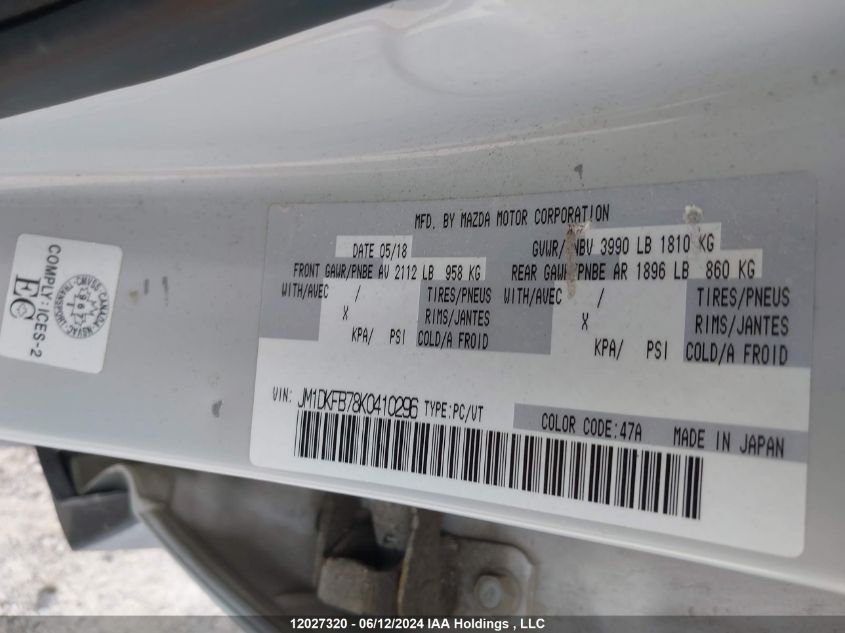 MFD. BY MAZDA MOTOR CORPORATION
DATE 05/18 GVWR/PNBV 3990 LB 1810 KG
FRONT GAWR/PNBE AV 2112 LB 958 KG REAR GAWR/PNBE AR 1896 LB 860 KG
WITH/AVEC / TIRES/PNEUS WITH/AVEC / TIRES/PNEUS
X RIMS/JANTES X RIMS/JANTES
KPA/ PSI COLD/A FROID KPA/ PSI COLD/A FROID
VIN: JM1DKFB78K0410296 TYPE:PC/VT
COLOR CODE:47A MADE IN JAPAN
COMPLY:ICES-2
EC
12027320 - 06/12/2024 IAA Holdings , LLC